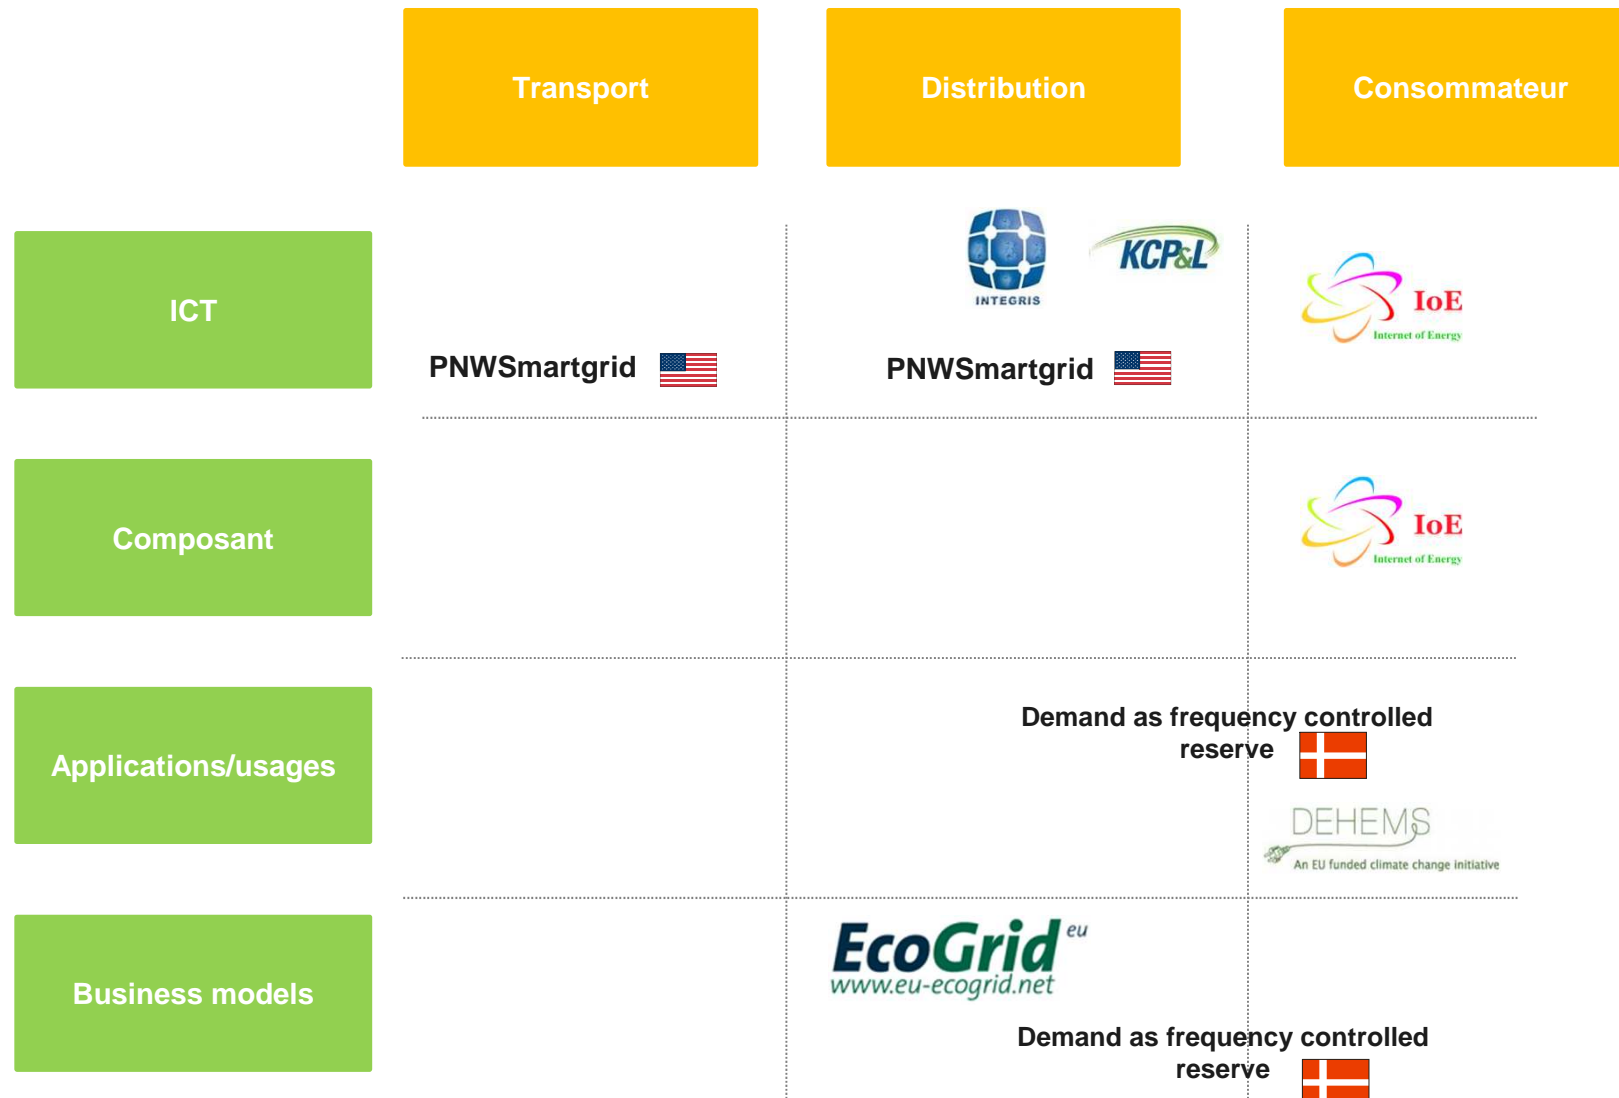 Transport
Distribution
Consommateur
ICT
INTEGRIS
KCP&L
IoE
Internet of Energy
PNWSmartgrid
PNWSmartgrid
Composant
IoE
Internet of Energy
Applications/usages
Demand as frequency controlled
reserve
DEHEMS
An EU funded climate change initiative
Business models
EcoGrid eu
www.eu-ecogrid.net
Demand as frequency controlled
reserve